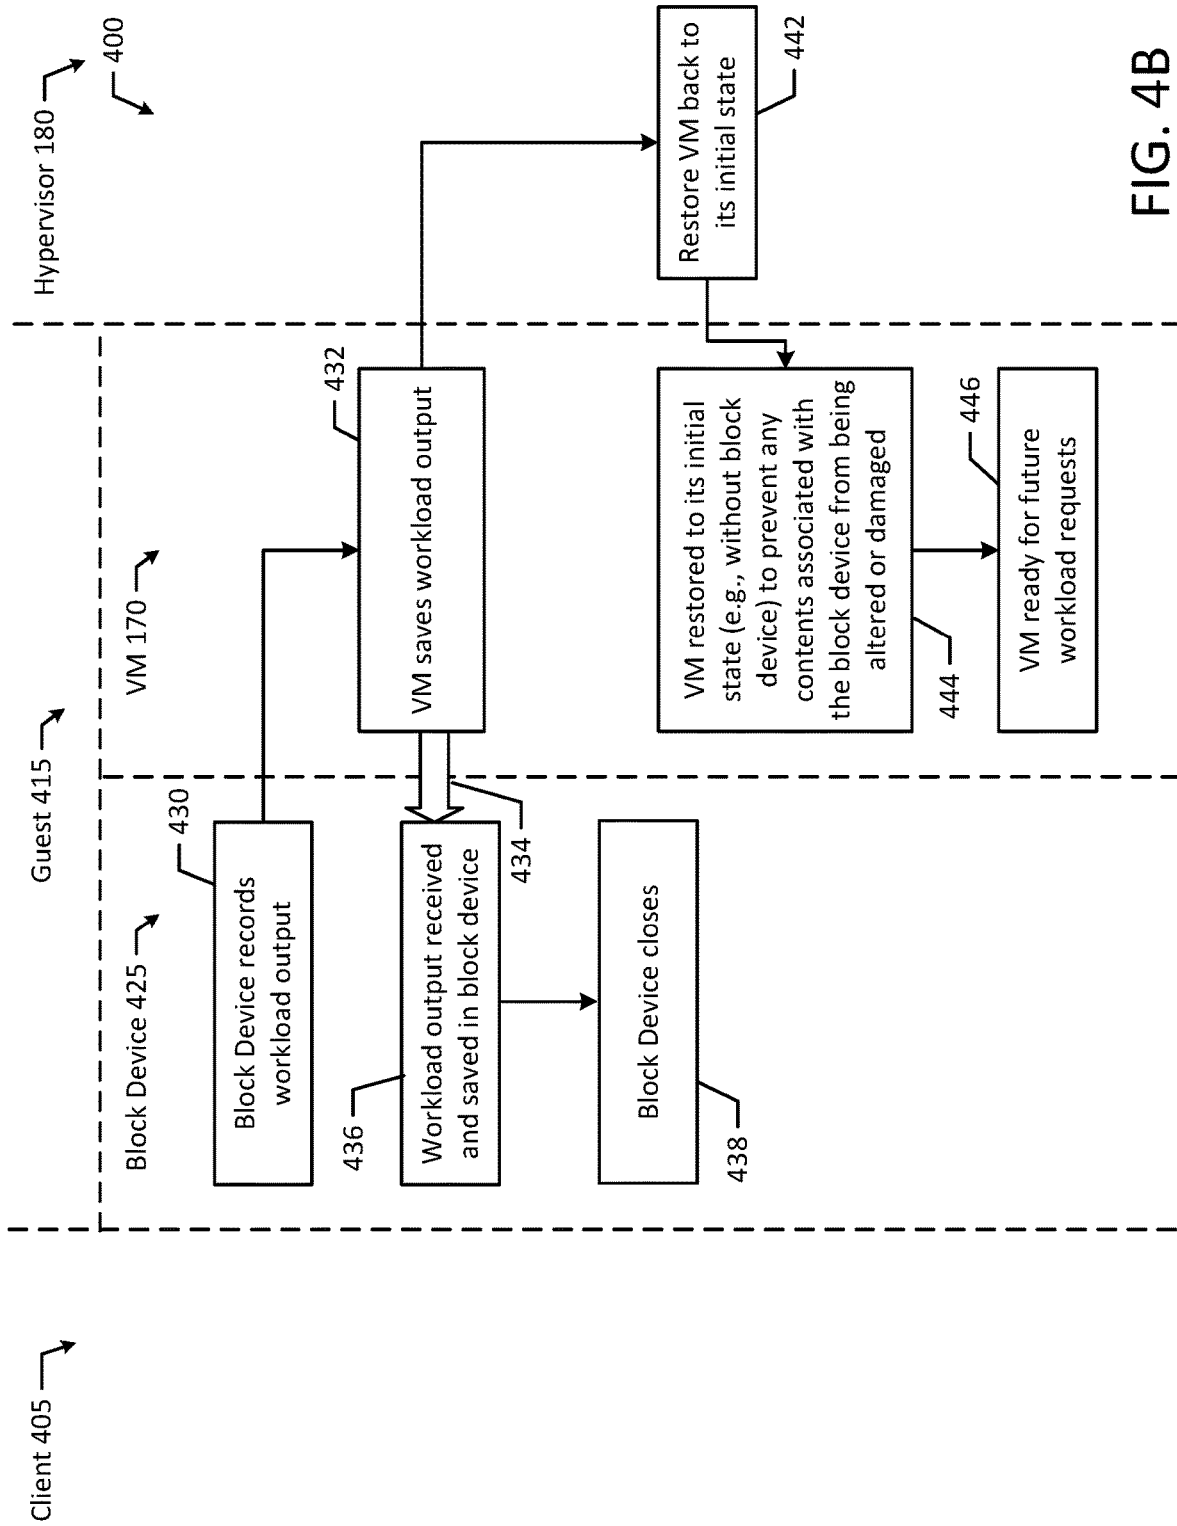 Client 405
Guest 415
Hypervisor 180
400
Block Device 425
VM 170
430
Block Device records
workload output
432
VM saves workload output
436
Workload output received
and saved in block device
434
Block Device closes
438
Restore VM back to
its initial state
442
VM restored to its initial
state (e.g., without block
device) to prevent any
contents associated with
the block device from being
altered or damaged
444
446
VM ready for future
workload requests
FIG. 4B